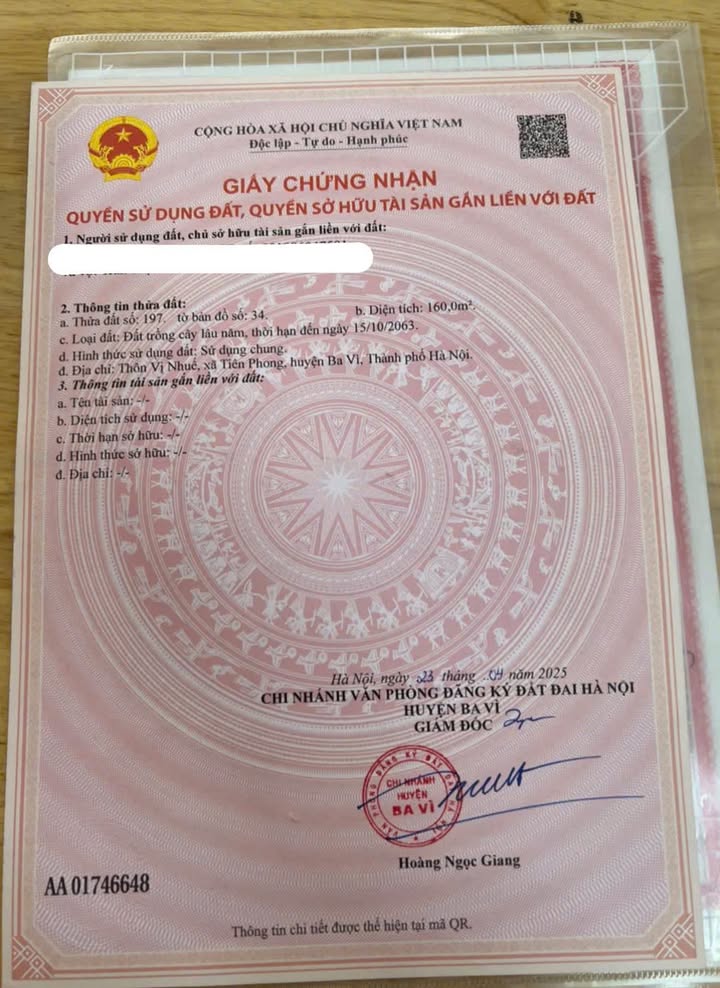 CỘNG HÒA XÃ HỘI CHỦ NGHĨA VIỆT NAM
Độc lập - Tự do - Hạnh phúc
GIẤY CHỨNG NHẬN
QUYỀN SỬ DỤNG ĐẤT, QUYỀN SỞ HỮU TÀI SẢN GẮN LIỀN VỚI ĐẤT
1. Người sử dụng đất, chủ sở hữu tài sản gắn liền với đất:
2. Thông tin thửa đất:
a. Thửa đất số: 197. tờ bản đồ số: 34. b. Diện tích: 160,0m².
c. Loại đất: Đất trồng cây lâu năm, thời hạn đến ngày 15/10/2063.
d. Hình thức sử dụng đất: Sử dụng chung.
đ. Địa chỉ: Thôn Vị Nhuế, xã Tiên Phong, huyện Ba Vì, Thành phố Hà Nội.
3. Thông tin tài sản gắn liền với đất:
a. Tên tài sản: -/-
b. Diện tích sử dụng: -/-
c. Thời hạn sở hữu: -/-
d. Hình thức sở hữu: -/-
đ. Địa chỉ: -/-
Hà Nội, ngày 23 tháng 04 năm 2025
CHI NHÁNH VĂN PHÒNG ĐĂNG KÝ ĐẤT ĐAI HÀ NỘI
HUYỆN BA VÌ
GIÁM ĐỐC
CHI NHÁNH
HUYỆN
BA VÌ
Hoàng Ngọc Giang
AA 01746648
Thông tin chi tiết được thể hiện tại mã QR.